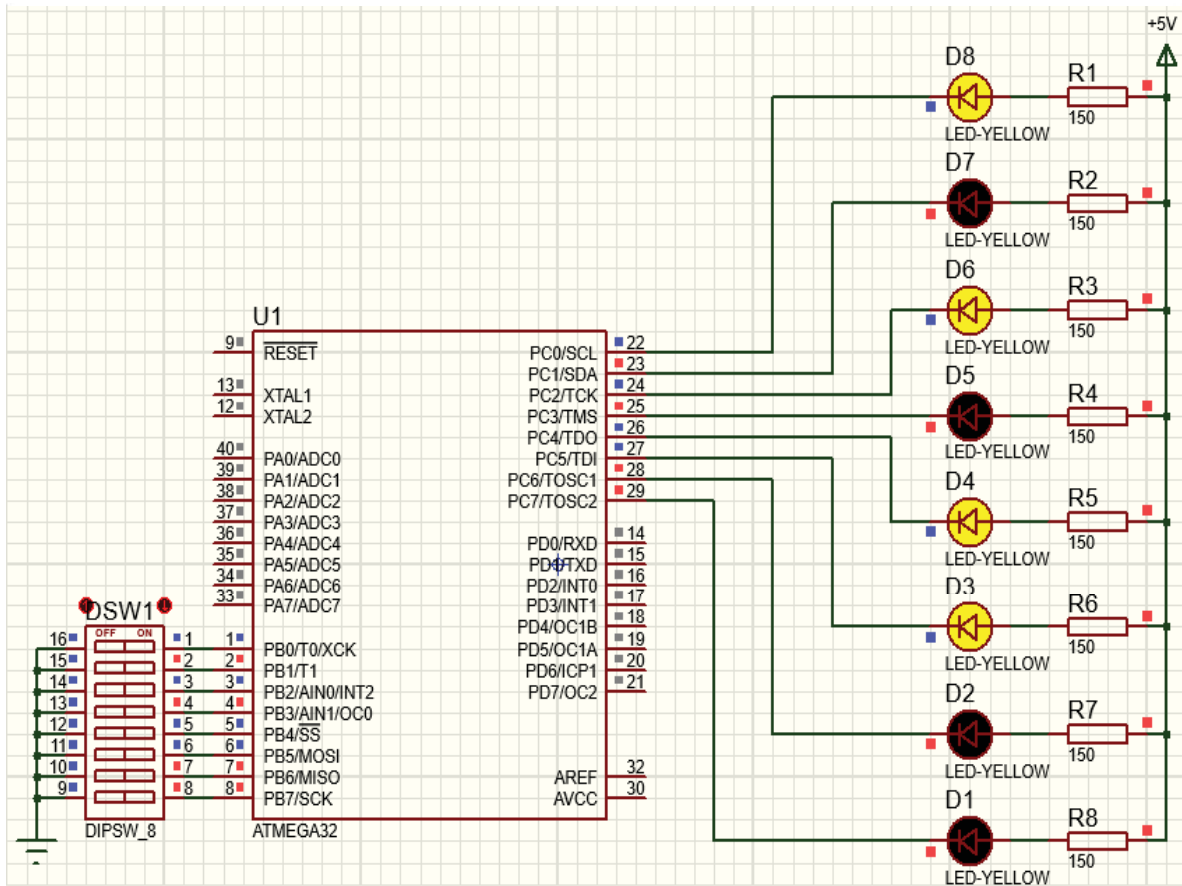 +5V
D8
R1
150
LED-YELLOW
D7
R2
150
LED-YELLOW
D6
R3
150
LED-YELLOW
D5
R4
150
LED-YELLOW
D4
R5
150
LED-YELLOW
D3
R6
150
LED-YELLOW
D2
R7
150
LED-YELLOW
D1
R8
150
LED-YELLOW
U1
9 RESET
13 XTAL1
12 XTAL2
40 PA0/ADC0
39 PA1/ADC1
38 PA2/ADC2
37 PA3/ADC3
36 PA4/ADC4
35 PA5/ADC5
34 PA6/ADC6
33 PA7/ADC7
1 PB0/T0/XCK
2 PB1/T1
3 PB2/AIN0/INT2
4 PB3/AIN1/OC0
5 PB4/SS
6 PB5/MOSI
7 PB6/MISO
8 PB7/SCK
PC0/SCL 22
PC1/SDA 23
PC2/TCK 24
PC3/TMS 25
PC4/TDO 26
PC5/TDI 27
PC6/TOSC1 28
PC7/TOSC2 29
PD0/RXD 14
PD1/TXD 15
PD2/INT0 16
PD3/INT1 17
PD4/OC1B 18
PD5/OC1A 19
PD6/ICP1 20
PD7/OC2 21
AREF 32
AVCC 30
ATMEGA32
DSW1
OFF ON
16 1
15 2
14 3
13 4
12 5
11 6
10 7
9 8
DIPSW_8